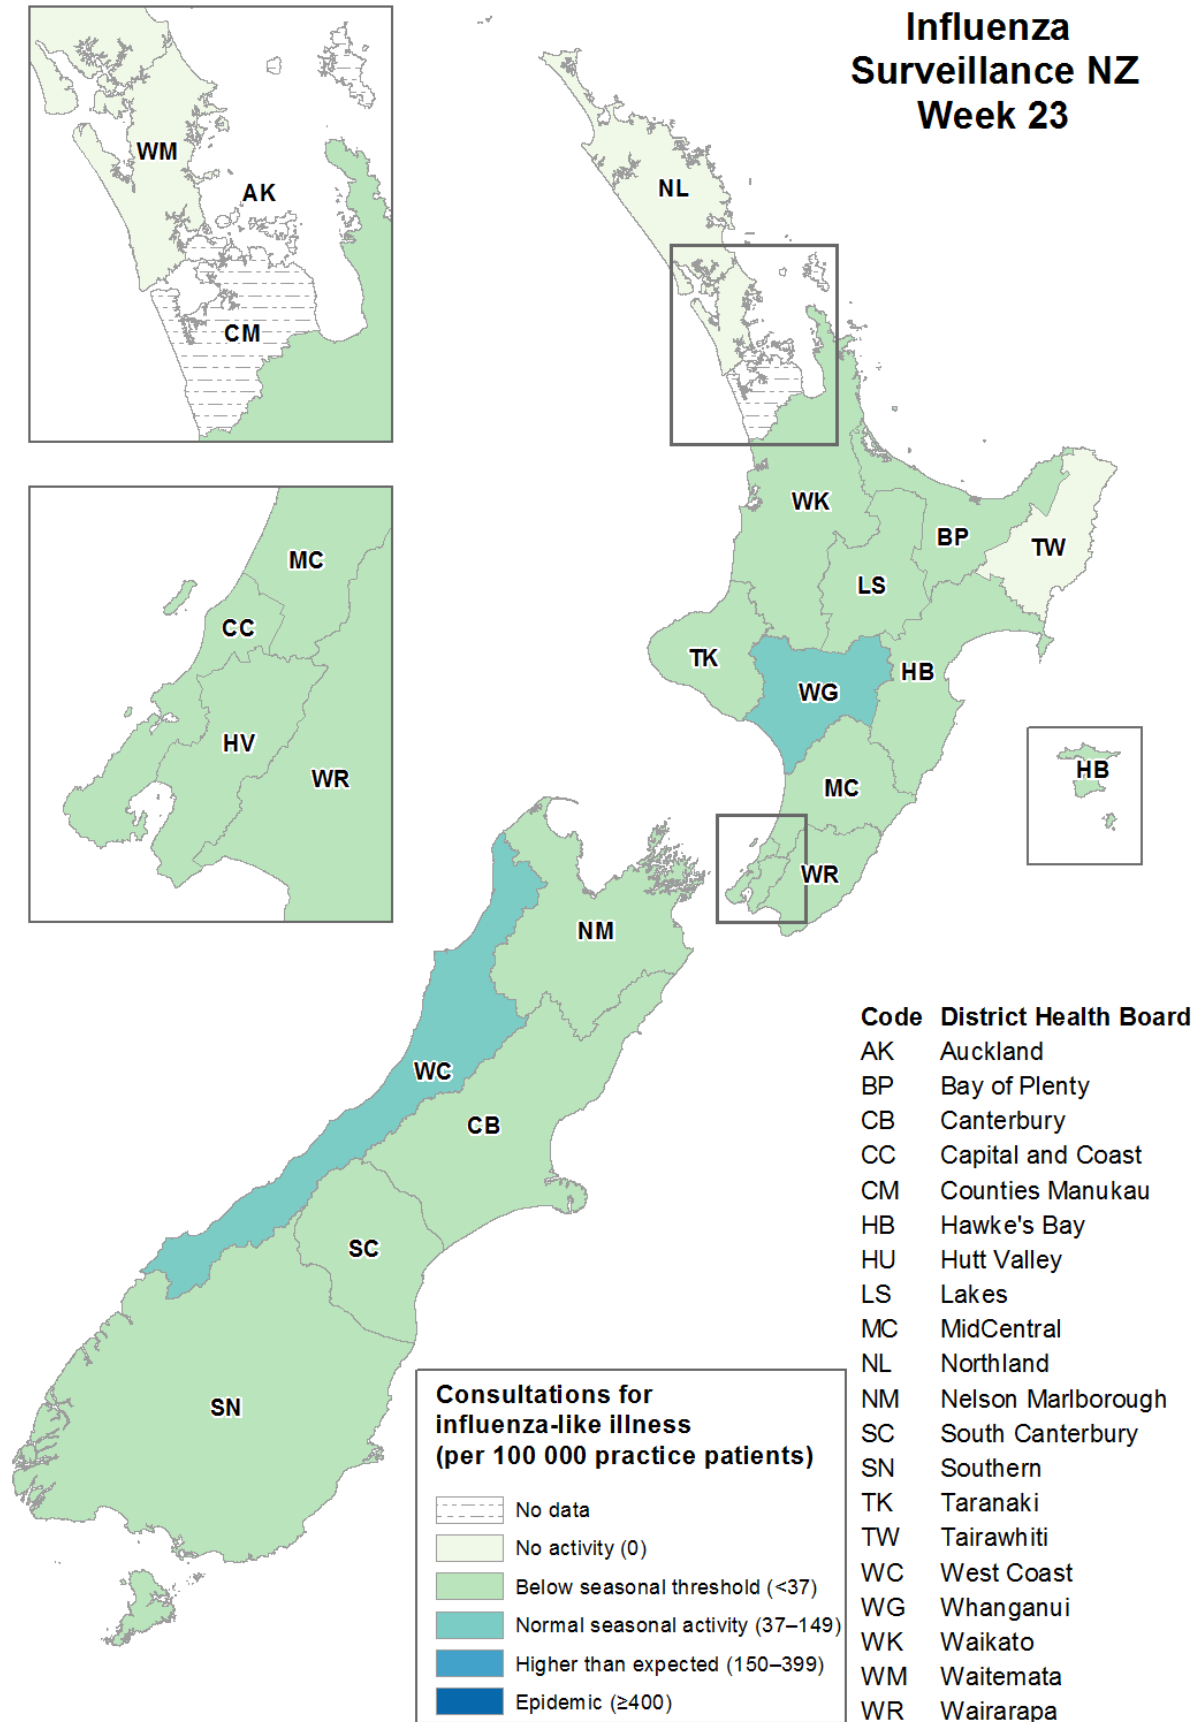 Influenza
Surveillance NZ
Week 23
WM
AK
CM
NL
WK
BP
TW
LS
TK
WG
HB
MC
WR
HB
MC
CC
HV
WR
NM
WC
CB
SC
SN
Code District Health Board
AK Auckland
BP Bay of Plenty
CB Canterbury
CC Capital and Coast
CM Counties Manukau
HB Hawke's Bay
HU Hutt Valley
LS Lakes
MC MidCentral
NL Northland
NM Nelson Marlborough
SC South Canterbury
SN Southern
TK Taranaki
TW Tairawhiti
WC West Coast
WG Whanganui
WK Waikato
WM Waitemata
WR Wairarapa
Consultations for
influenza-like illness
(per 100 000 practice patients)
No data
No activity (0)
Below seasonal threshold (<37)
Normal seasonal activity (37–149)
Higher than expected (150–399)
Epidemic (≥400)